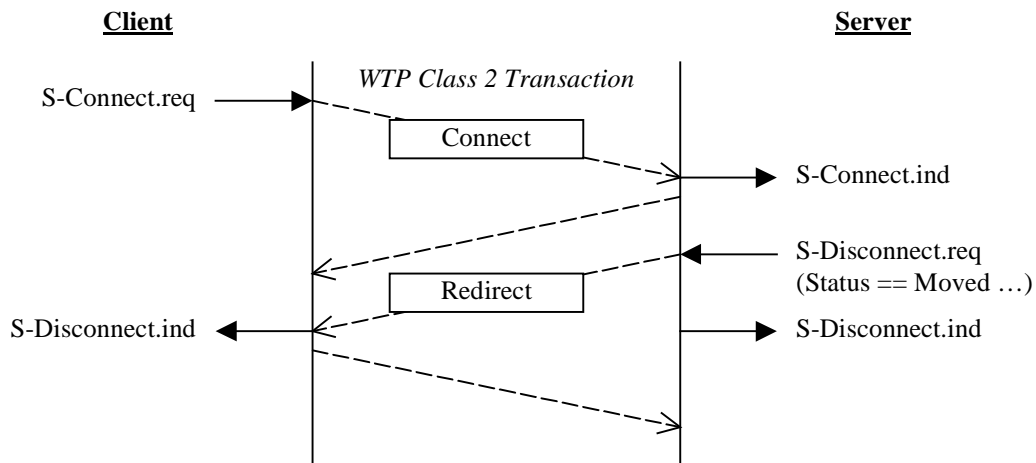 Client
Server
WTP Class 2 Transaction
S-Connect.req
Connect
S-Connect.ind
S-Disconnect.req
(Status == Moved …)
Redirect
S-Disconnect.ind
S-Disconnect.ind